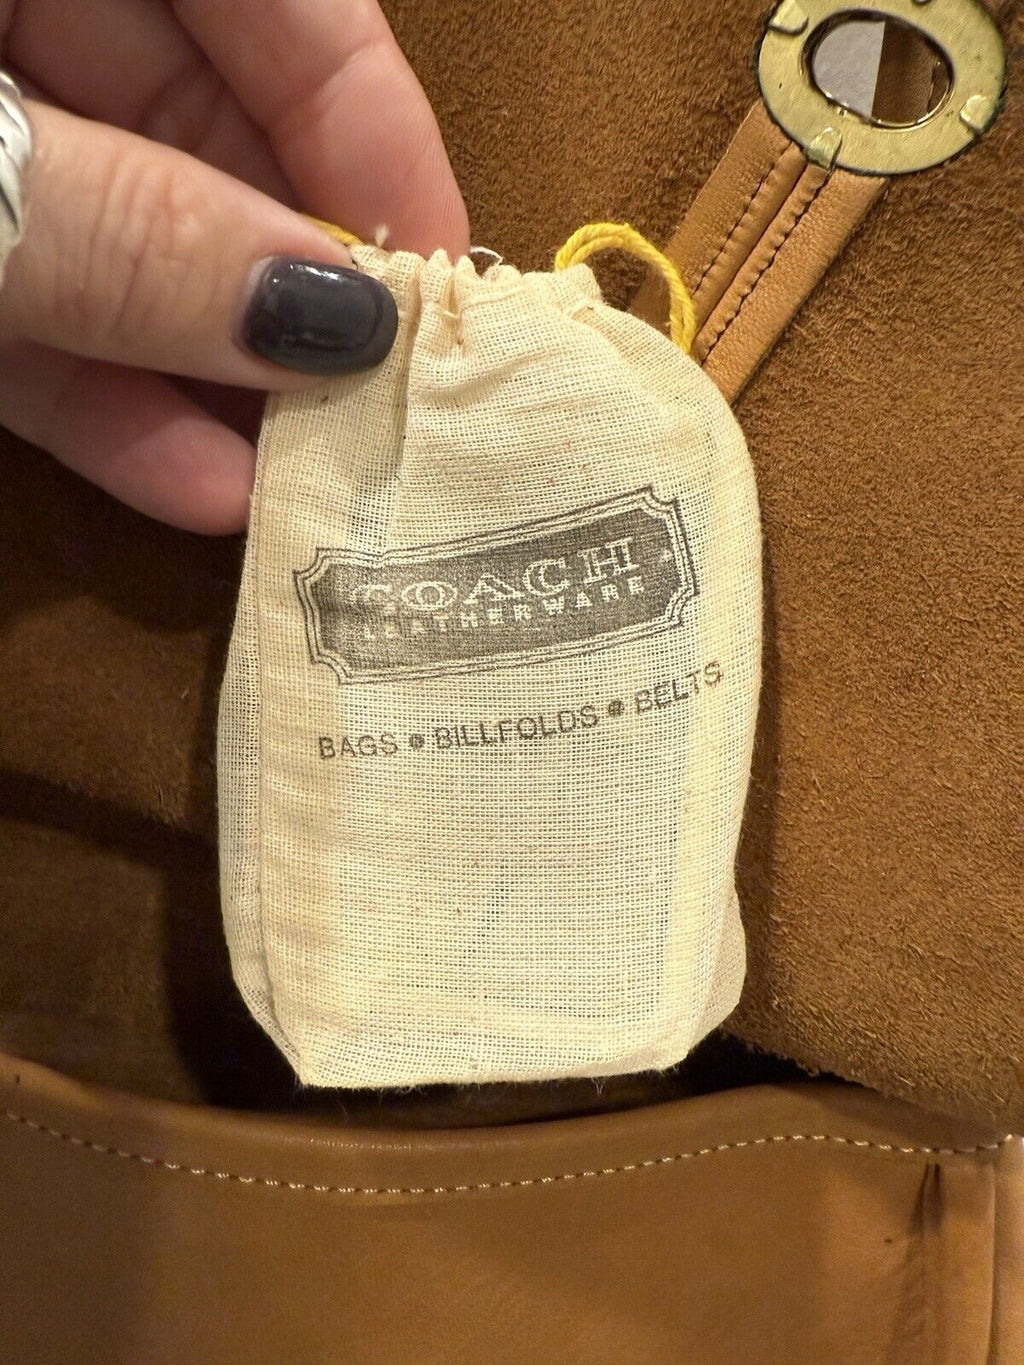 COACH
LEATHERWARE
BAGS • BILLFOLDS • BELTS